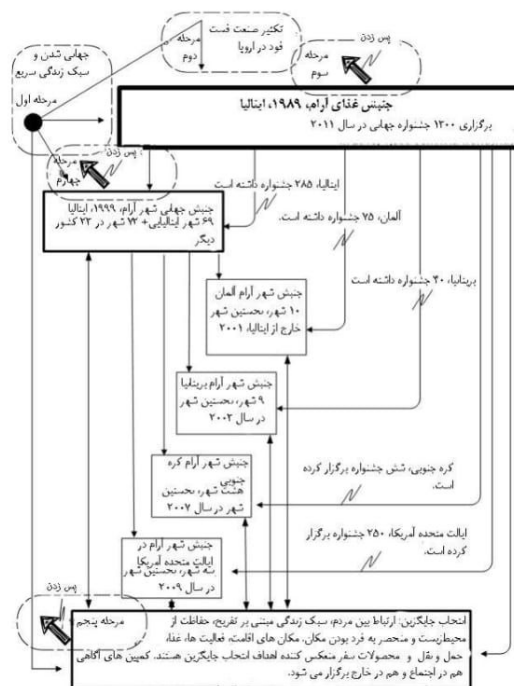 تکثیر صنعت فست
فود در اروپا
مرحله
دوم
پس زدن
مرحله
سوم
جهانی شدن و
سبک زندگی سریع
مرحله اول
جنبش غذای آرام، ۱۹۸۹، ایتالیا
برگزاری ۱۳۰۰ جشنواره جهانی در سال ۲۰۱۱
پس زدن
مرحله
چهارم
ایتالیا، ۲۸۵ جشنواره داشته است
جنبش جهانی شهر آرام، ۱۹۹۹، ایتالیا
۶۹ شهر ایتالیایی+ ۷۲ شهر در ۲۳ کشور
دیگر
آلمان، ۷۵ جشنواره داشته است.
بریتانیا، ۴۰ جشنواره داشته است
جنبش شهر آرام آلمان
۱۰ شهر، نخستین شهر
خارج از ایتالیا، ۲۰۰۱
جنبش شهر آرام بریتانیا
۹ شهر، نخستین شهر
در سال ۲۰۰۲
کره جنوبی، شش جشنواره برگزار کرده
است.
جنبش شهر آرام کره
جنوبی
هشت شهر، نخستین
شهر در سال ۲۰۰۷
ایالت متحده آمریکا، ۲۵۰ جشنواره برگزار
کرده است.
جنبش شهر آرام در
ایالت متحده آمریکا
سه شهر، نخستین شهر
در سال ۲۰۰۹
پس زدن
مرحله پنجم
انتخاب جایگزین: ارتباط بین مردم، سبک زندگی مبتنی بر تفریح، حفاظت از
محیط‌زیست و منحصر به فرد بودن مکان. مکان های اقامت، فعالیت ها، غذا،
حمل و نقل و محصولات سفر منعکس کننده اهداف انتخاب جایگزین هستند. کمپین های آگاهی
هم در اجتماع و هم در خارج برگزار می شود.